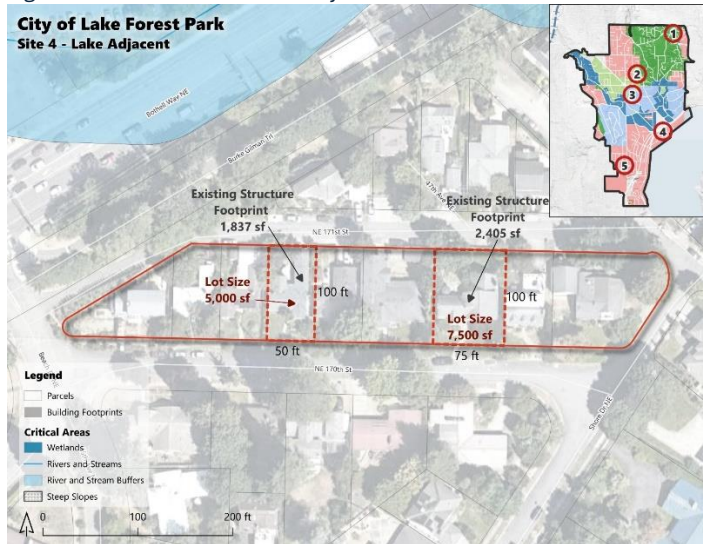 City of Lake Forest Park
Site 4 - Lake Adjacent
1
2
3
4
5
Bothell Way NE
Burke Gilman Trl
47th Ave NE
Existing Structure
Footprint
1,837 sf
Existing Structure
Footprint
2,405 sf
NE 171st St
Lot Size
5,000 sf
100 ft
100 ft
Lot Size
7,500 sf
50 ft
75 ft
NE 170th St
Shore Dr NE
Legend
Parcels
Building Footprints
Critical Areas
Wetlands
Rivers and Streams
River and Stream Buffers
Steep Slopes
0
100
200 ft